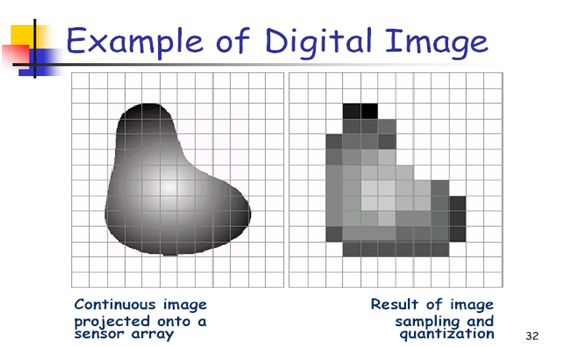 Example of Digital Image
Continuous image
projected onto a
sensor array
Result of image
sampling and
quantization
32